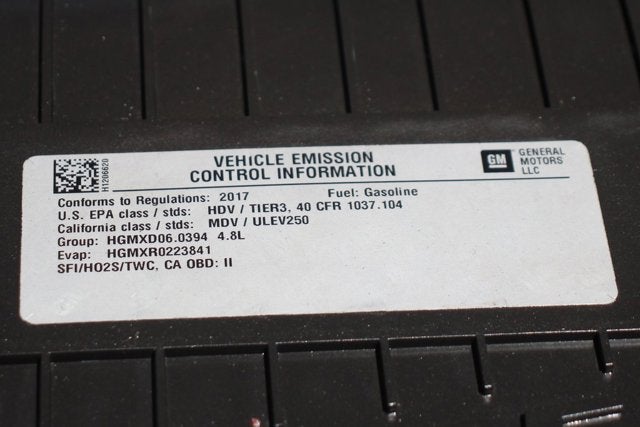 H1206620
VEHICLE EMISSION
CONTROL INFORMATION
GM
GENERAL
MOTORS
LLC
Conforms to Regulations: 2017 Fuel: Gasoline
U.S. EPA class / stds: HDV / TIER3, 40 CFR 1037.104
California class / stds: MDV / ULEV250
Group: HGMXD06.0394 4.8L
Evap: HGMXR0223841
SFI/HO2S/TWC, CA OBD: II